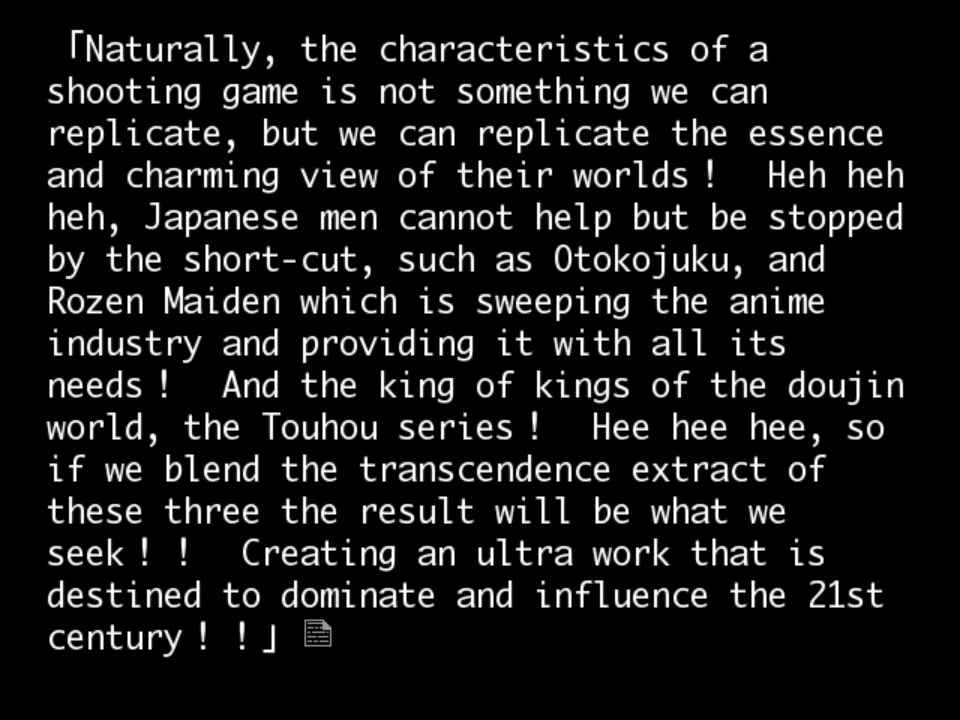 「Naturally, the characteristics of a
shooting game is not something we can
replicate, but we can replicate the essence
and charming view of their worlds！ Heh heh
heh, Japanese men cannot help but be stopped
by the short-cut, such as Otokojuku, and
Rozen Maiden which is sweeping the anime
industry and providing it with all its
needs！ And the king of kings of the doujin
world, the Touhou series！ Hee hee hee, so
if we blend the transcendence extract of
these three the result will be what we
seek！！ Creating an ultra work that is
destined to dominate and influence the 21st
century！！」